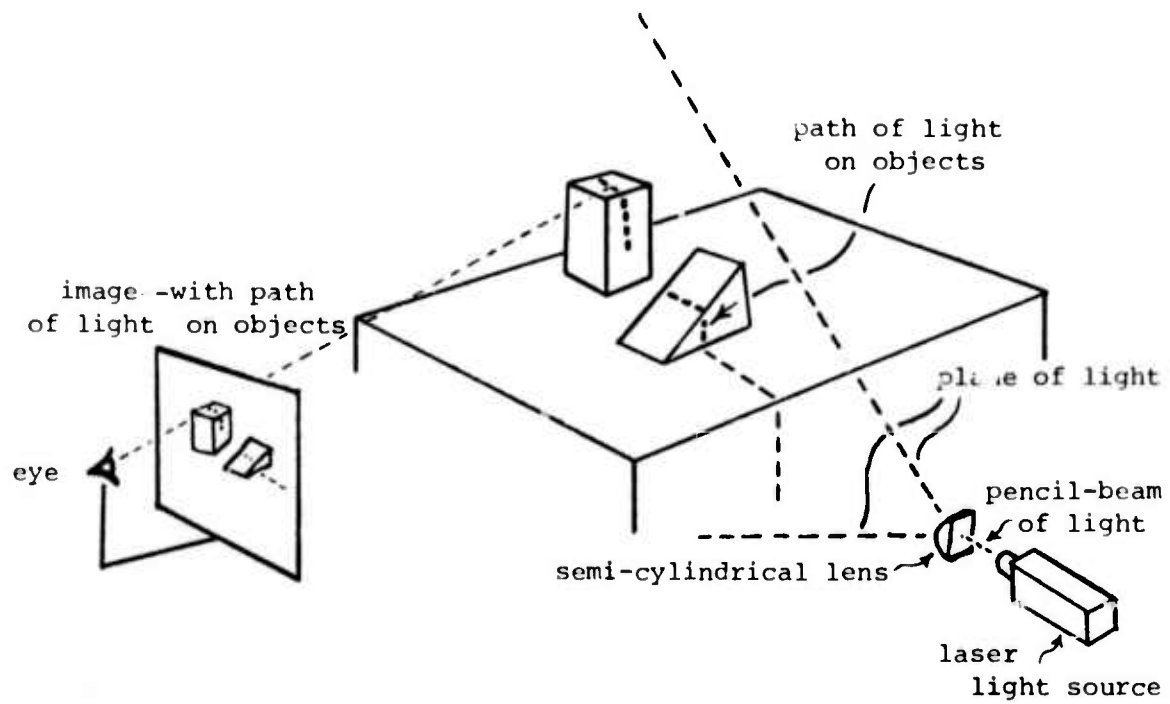 path of light
on objects
image -with path
of light on objects
plane of light
eye
pencil-beam
of light
semi-cylindrical lens
laser
light source